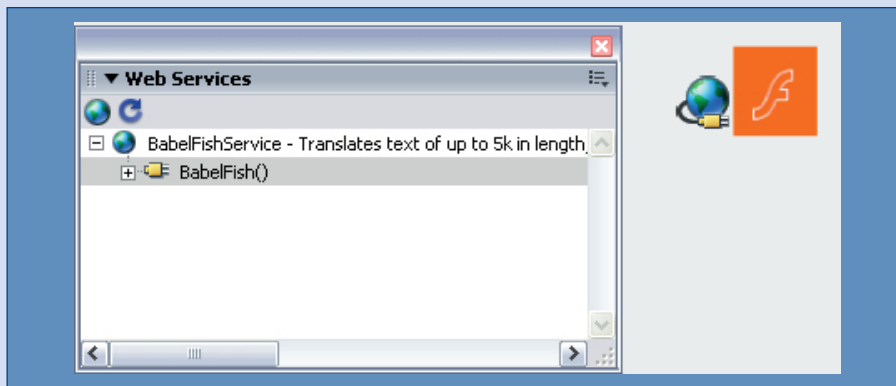 Web Services
BabelFishService - Translates text of up to 5k in length
BabelFish()